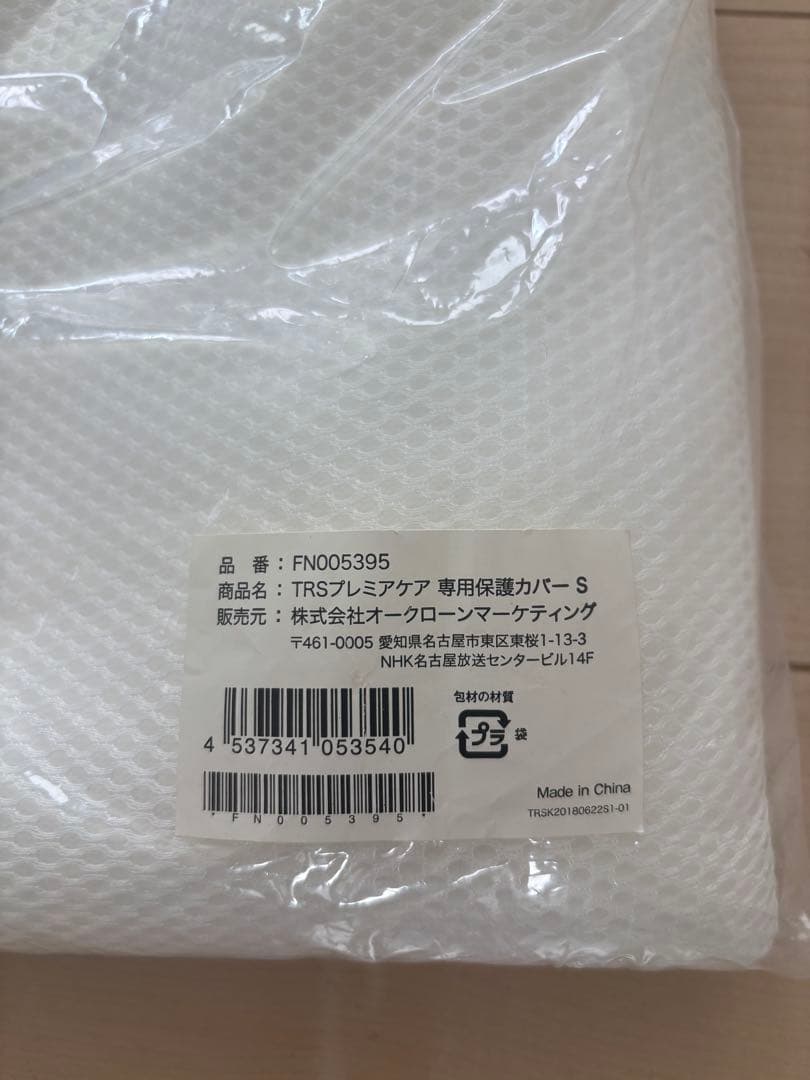 品 番：FN005395
商品名：TRSプレミアケア 専用保護カバー S
販売元：株式会社オークローンマーケティング
〒461-0005 愛知県名古屋市東区東桜1-13-3
NHK名古屋放送センタービル14F
包材の材質
プラ 袋
4 537341 053540
*FN005395*
Made in China
TRSK20180622S1-01